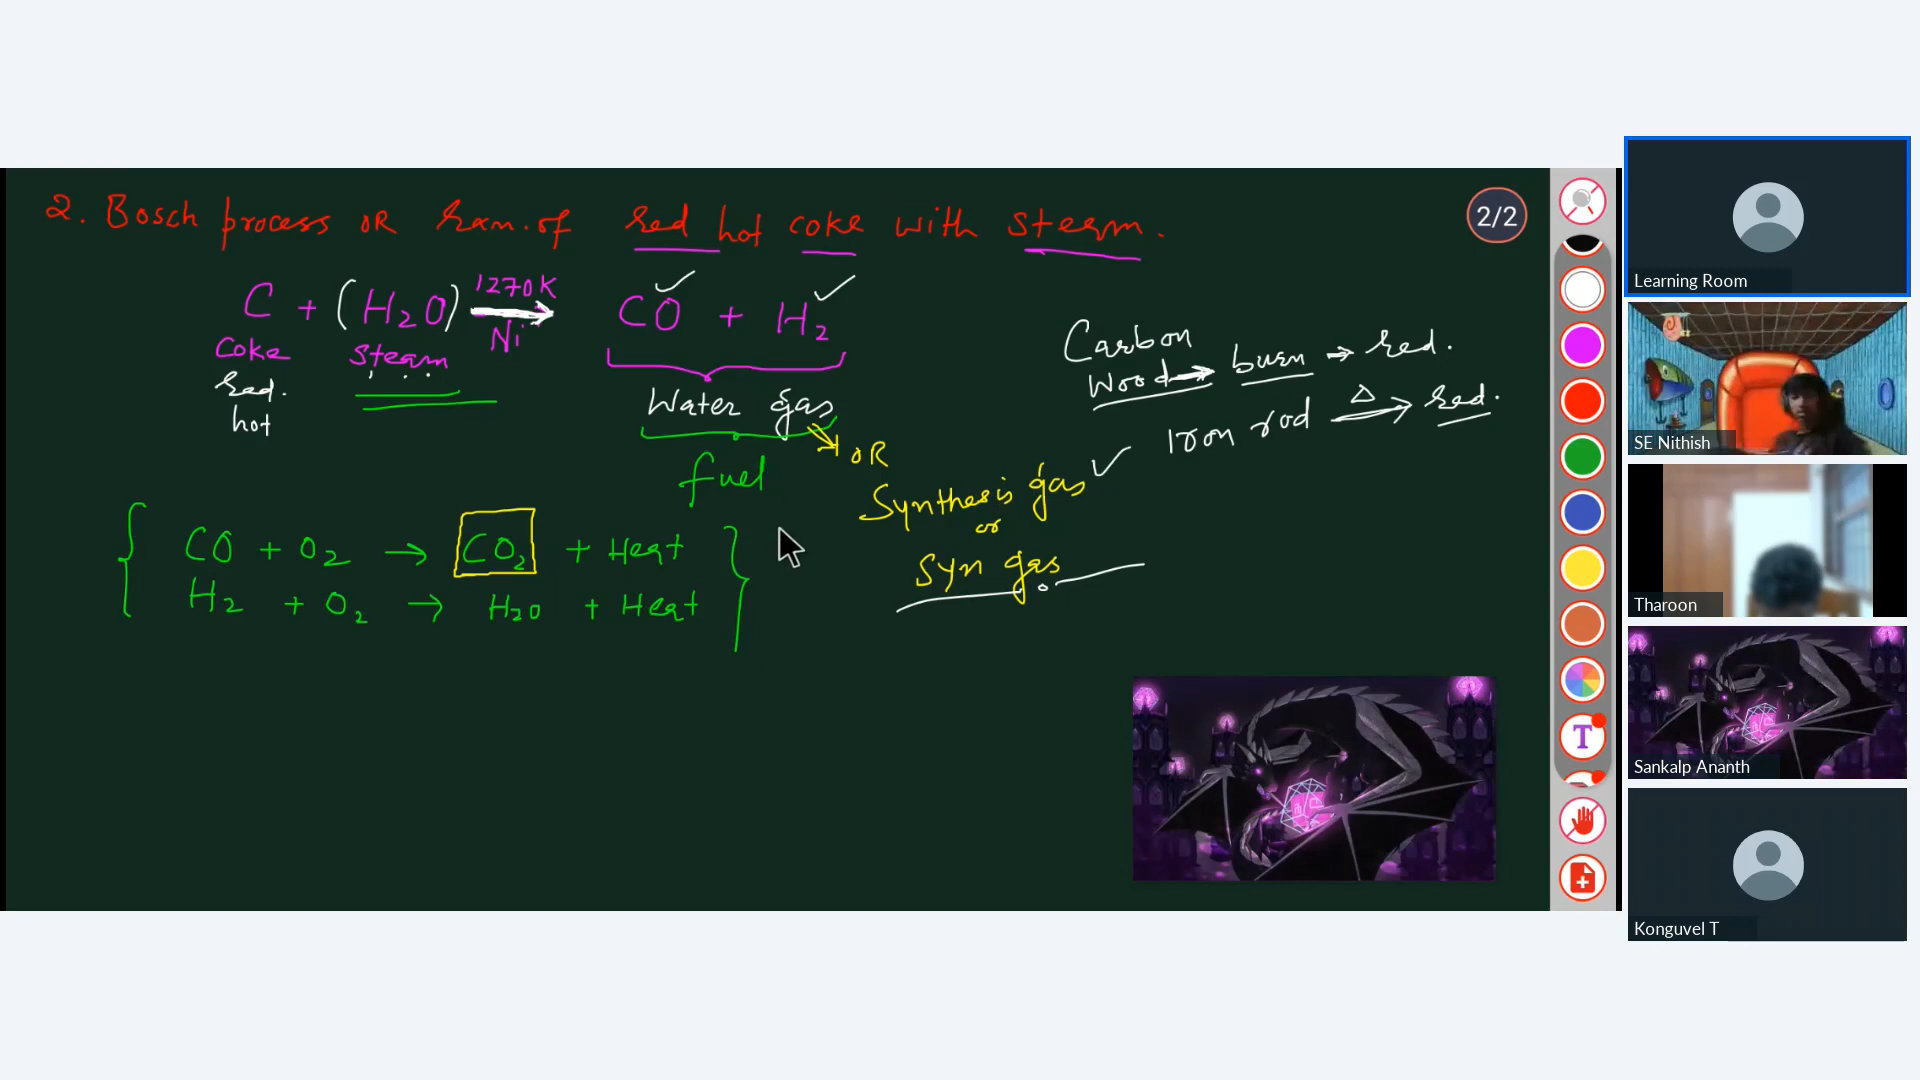 2. Bosch process OR Rxn. of red hot coke with steam.
2/2
C + (H2O) 1270K Ni → CO + H2
Coke steam
red. hot
Water gas
fuel
OR
Synthesis gas
or
Syn gas
Carbon
Wood → burn → red.
Iron rod Δ → red.
CO + O2 → CO2 + Heat
H2 + O2 → H2O + Heat
T
Learning Room
SE Nithish
Tharoon
Sankalp Ananth
Konguvel T